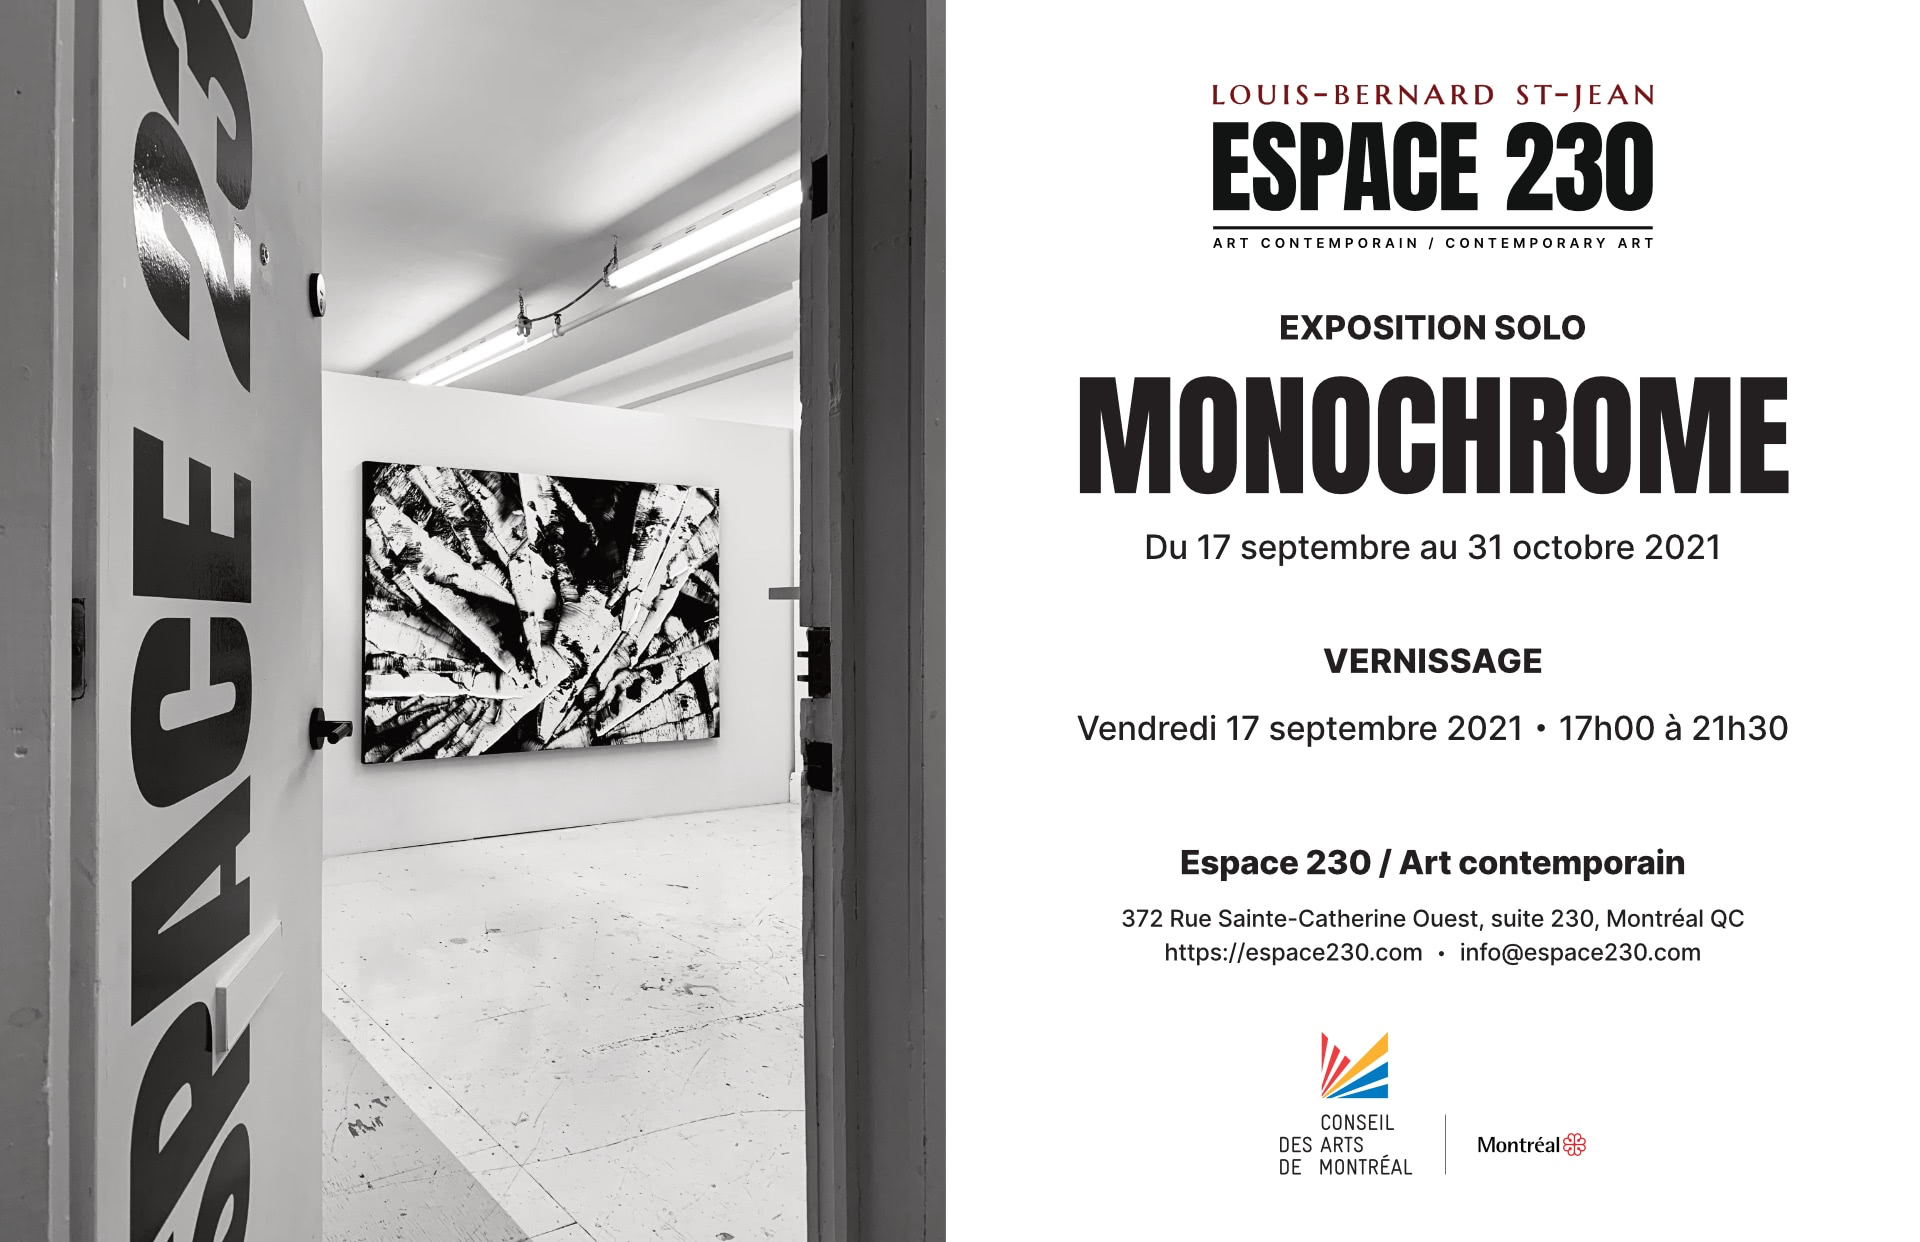 ESPACE 230
LOUIS-BERNARD ST-JEAN
ESPACE 230
ART CONTEMPORAIN / CONTEMPORARY ART
EXPOSITION SOLO
MONOCHROME
Du 17 septembre au 31 octobre 2021
VERNISSAGE
Vendredi 17 septembre 2021 • 17h00 à 21h30
Espace 230 / Art contemporain
372 Rue Sainte-Catherine Ouest, suite 230, Montréal QC
https://espace230.com • info@espace230.com
CONSEIL
DES ARTS
DE MONTRÉAL
Montréal